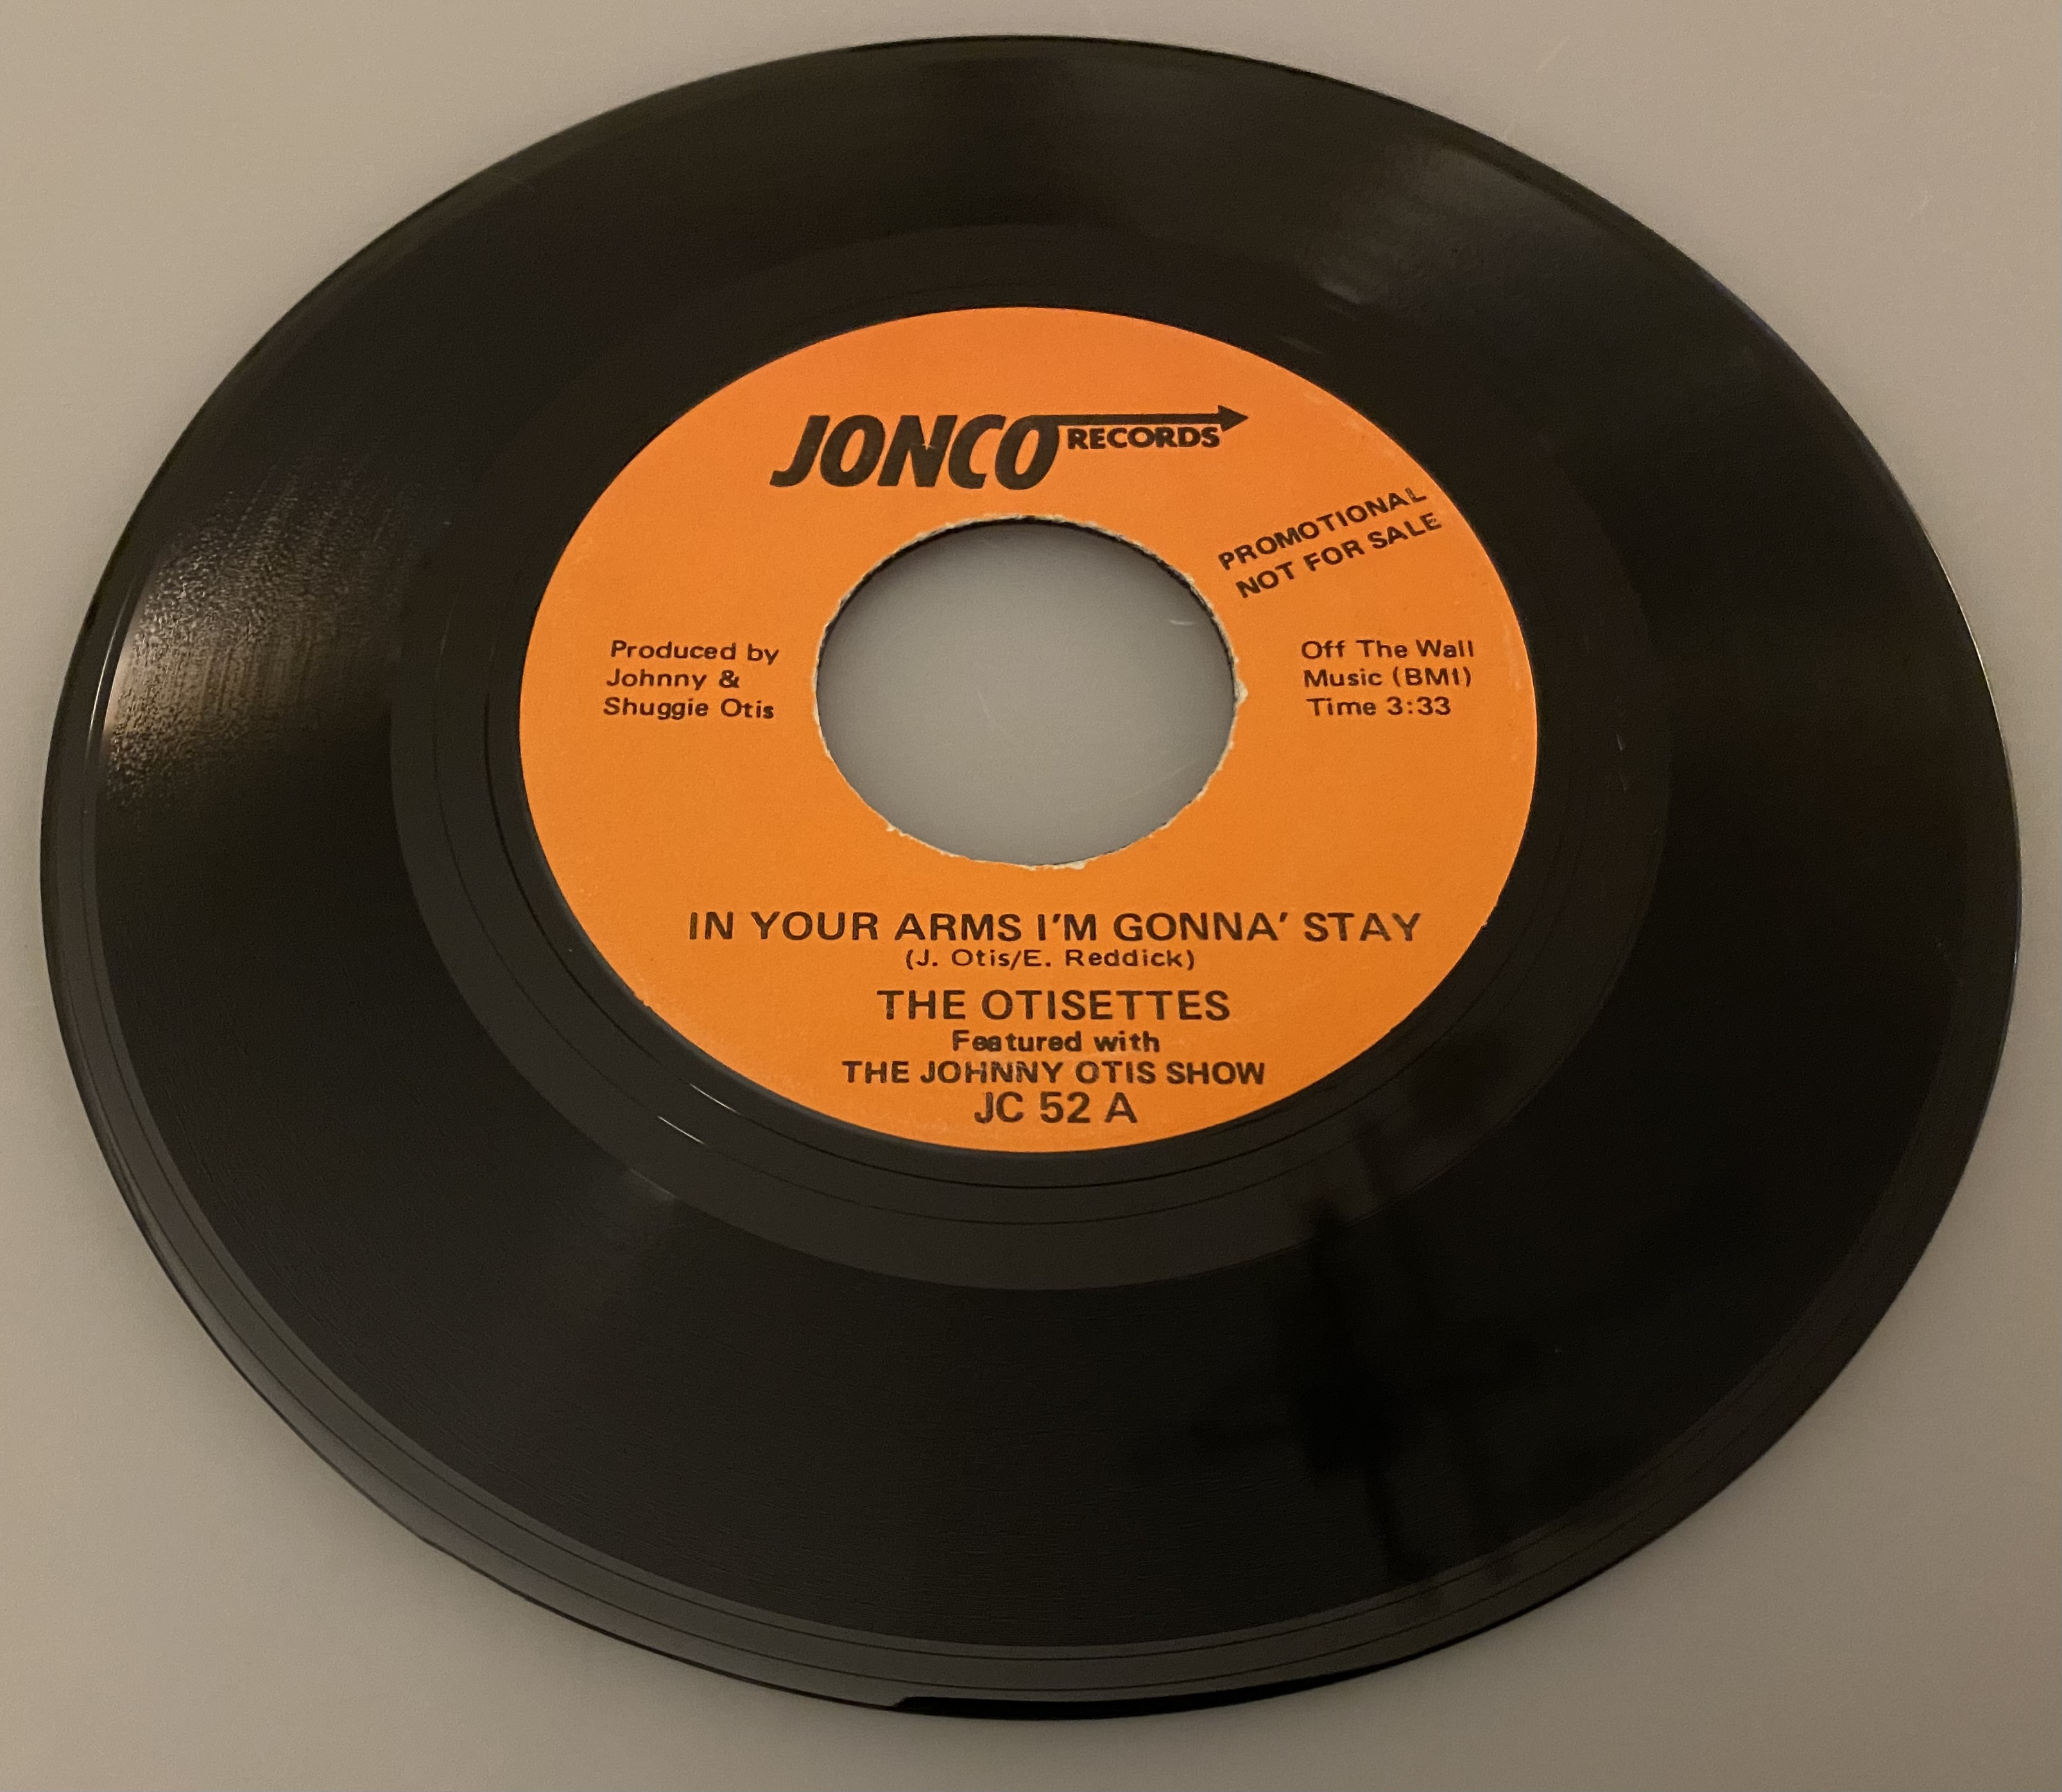 JONCO RECORDS
PROMOTIONAL
NOT FOR SALE
Produced by
Johnny &
Shuggie Otis
Off The Wall
Music (BMI)
Time 3:33
IN YOUR ARMS I'M GONNA' STAY
(J. Otis/E. Reddick)
THE OTISETTES
Featured with
THE JOHNNY OTIS SHOW
JC 52 A